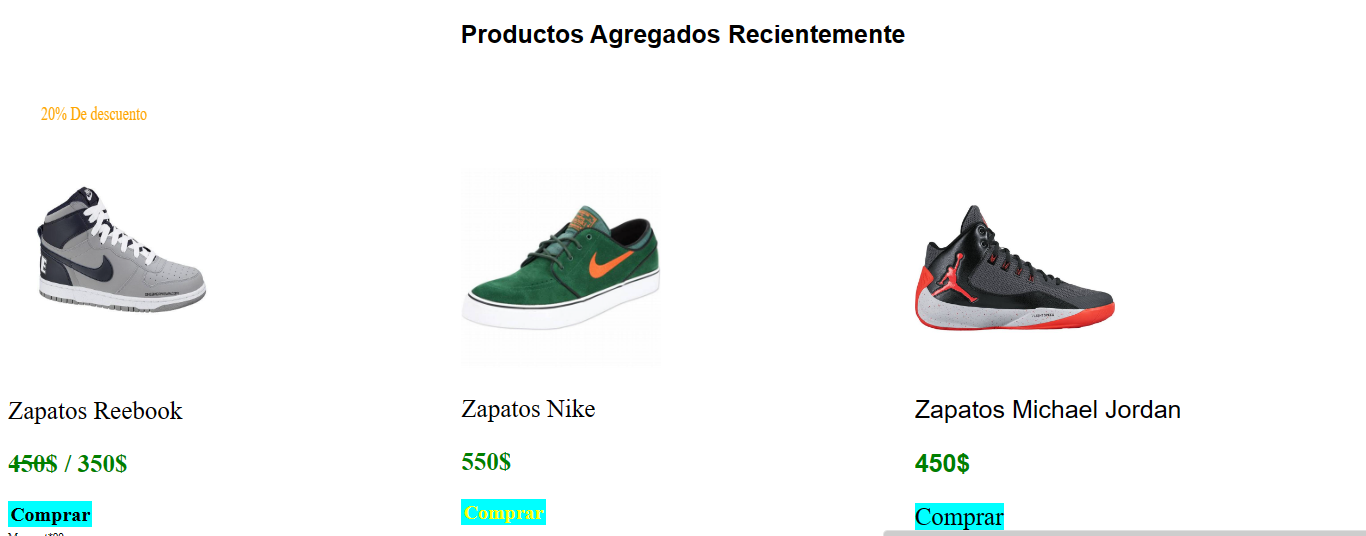 Productos Agregados Recientemente
20% De descuento
Zapatos Reebook
450$ / 350$
Comprar
Zapatos Nike
550$
Comprar
Zapatos Michael Jordan
450$
Comprar